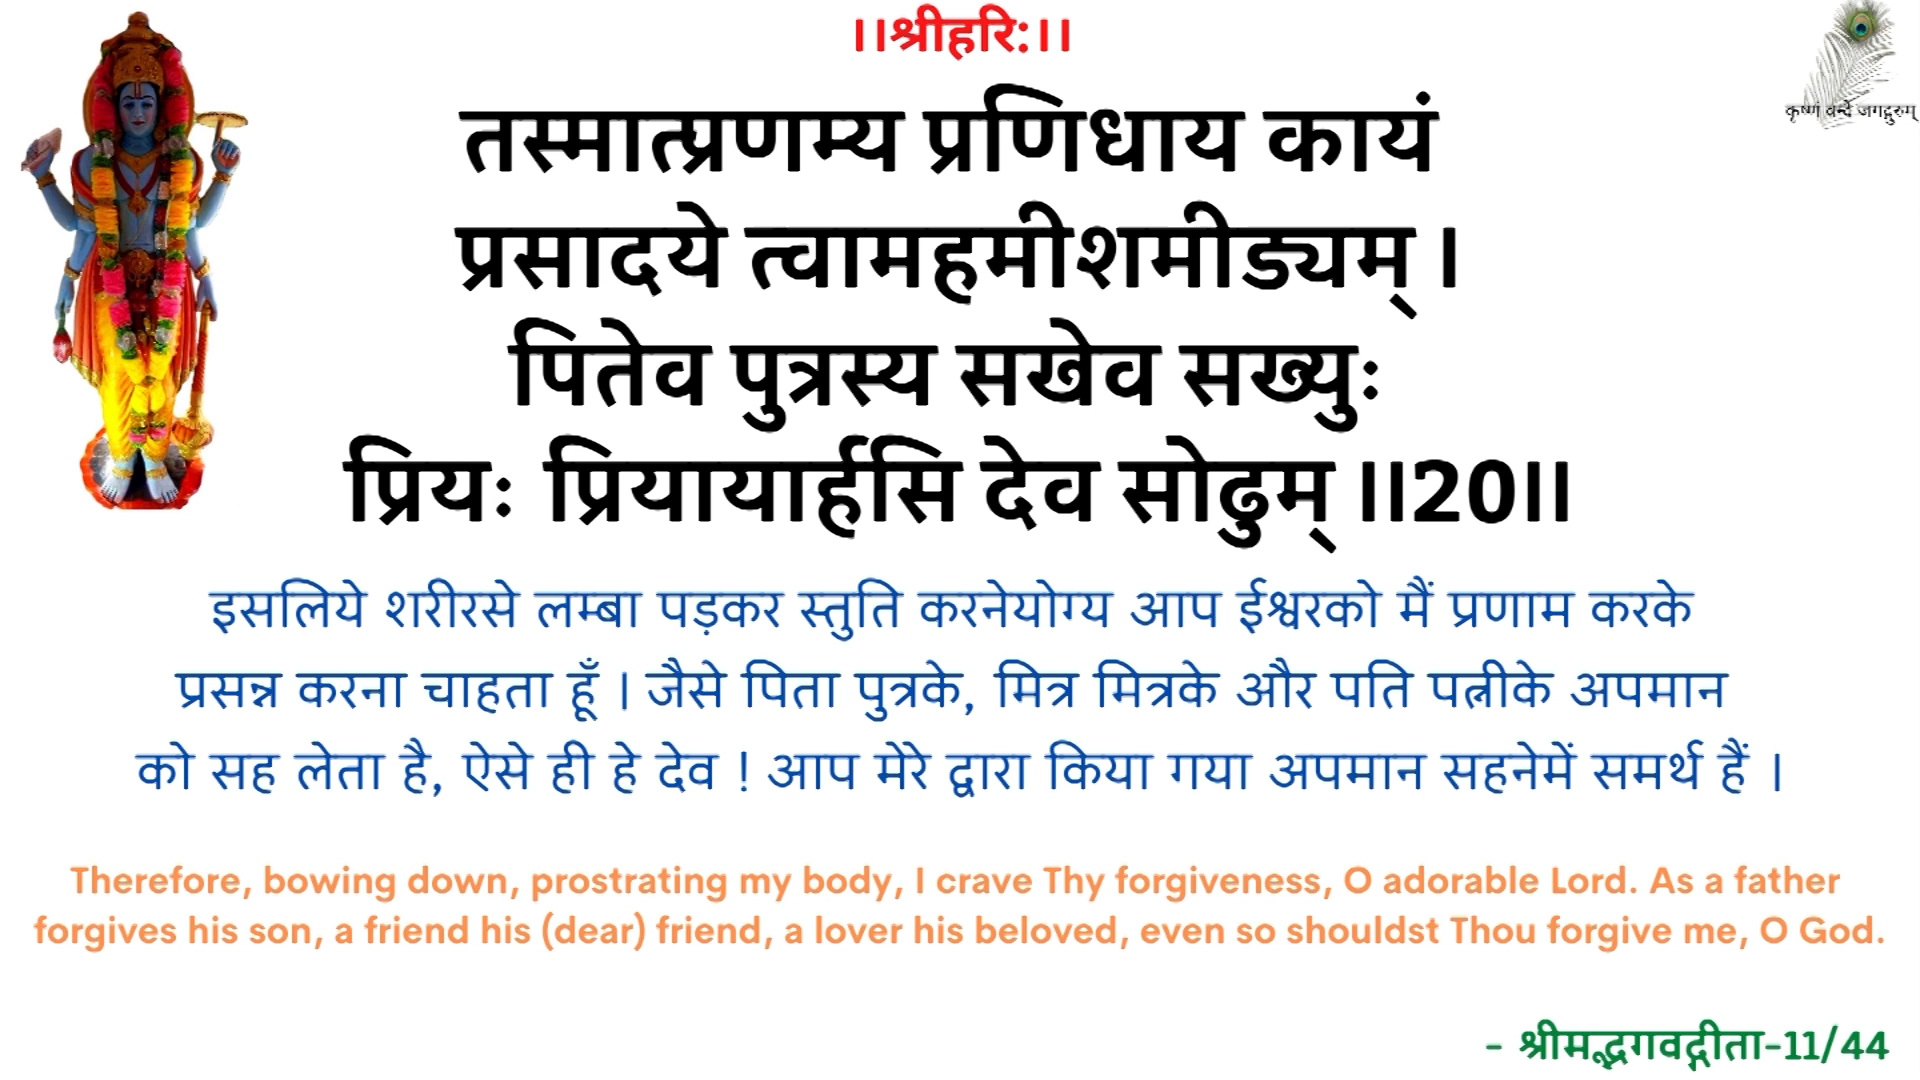 ।।श्रीहरि:।।
कृष्णं वन्दे जगद्गुरुम्
तस्मात्प्रणम्य प्रणिधाय कायं
प्रसादये त्वामहमीशमीड्यम् ।
पितेव पुत्रस्य सखेव सख्युः
प्रियः प्रियायार्हसि देव सोढुम् ।।20।।
इसलिये शरीरसे लम्बा पड़कर स्तुति करनेयोग्य आप ईश्वरको मैं प्रणाम करके
प्रसन्न करना चाहता हूँ । जैसे पिता पुत्रके, मित्र मित्रके और पति पत्नीके अपमान
को सह लेता है, ऐसे ही हे देव ! आप मेरे द्वारा किया गया अपमान सहनेमें समर्थ हैं ।
Therefore, bowing down, prostrating my body, I crave Thy forgiveness, O adorable Lord. As a father
forgives his son, a friend his (dear) friend, a lover his beloved, even so shouldst Thou forgive me, O God.
- श्रीमद्भगवद्गीता-11/44